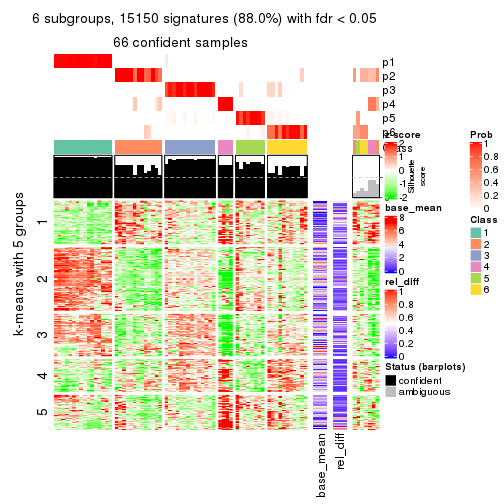 6 subgroups, 15150 signatures (88.0%) with fdr < 0.05
66 confident samples
p1
p2
p3
p4
p5
p6
Class
Silhouette
score
z-score
2
1
0
-1
-2
base_mean
8
6
4
2
0
rel_diff
1
0.8
0.6
0.4
0.2
0
Status (barplots)
confident
ambiguous
Prob
1
0.8
0.6
0.4
0.2
0
Class
1
2
3
4
5
6
k-means with 5 groups
1
2
3
4
5
base_mean
rel_diff